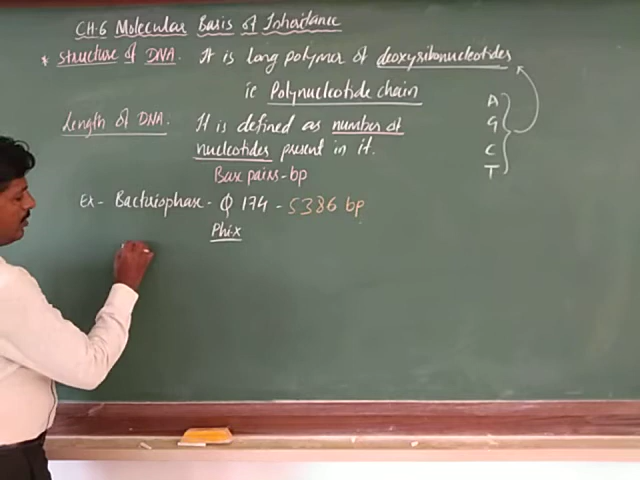 CH.6 Molecular Basis of Inheritance
* Structure of DNA. It is long polymer of deoxyribonucleotides
ie Polynucleotide chain
A
G
C
T
Length of DNA. It is defined as number of
nucleotides present in it.
Base pairs - bp
Ex - Bacteriophase - ϕ 174 - 5386 bp
Phi-x